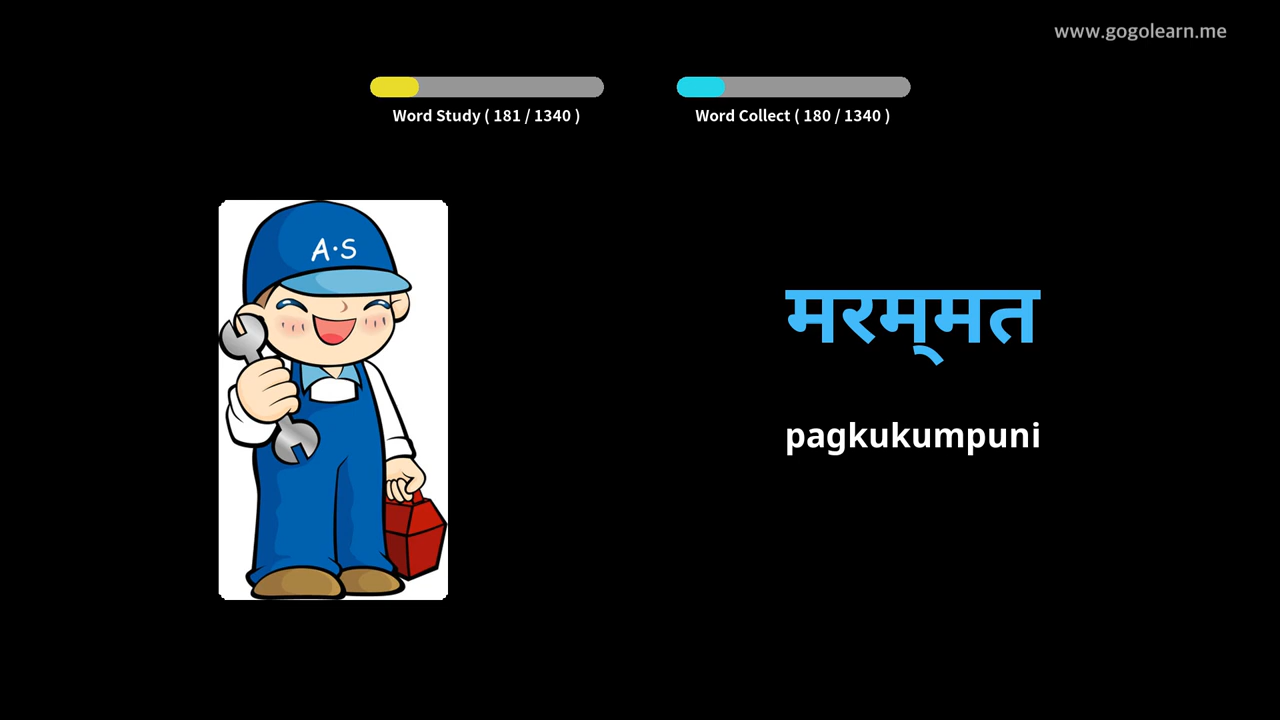 www.gogolearn.me
Word Study ( 181 / 1340 )
Word Collect ( 180 / 1340 )
A·S
मरम्‌मत
pagkukumpuni